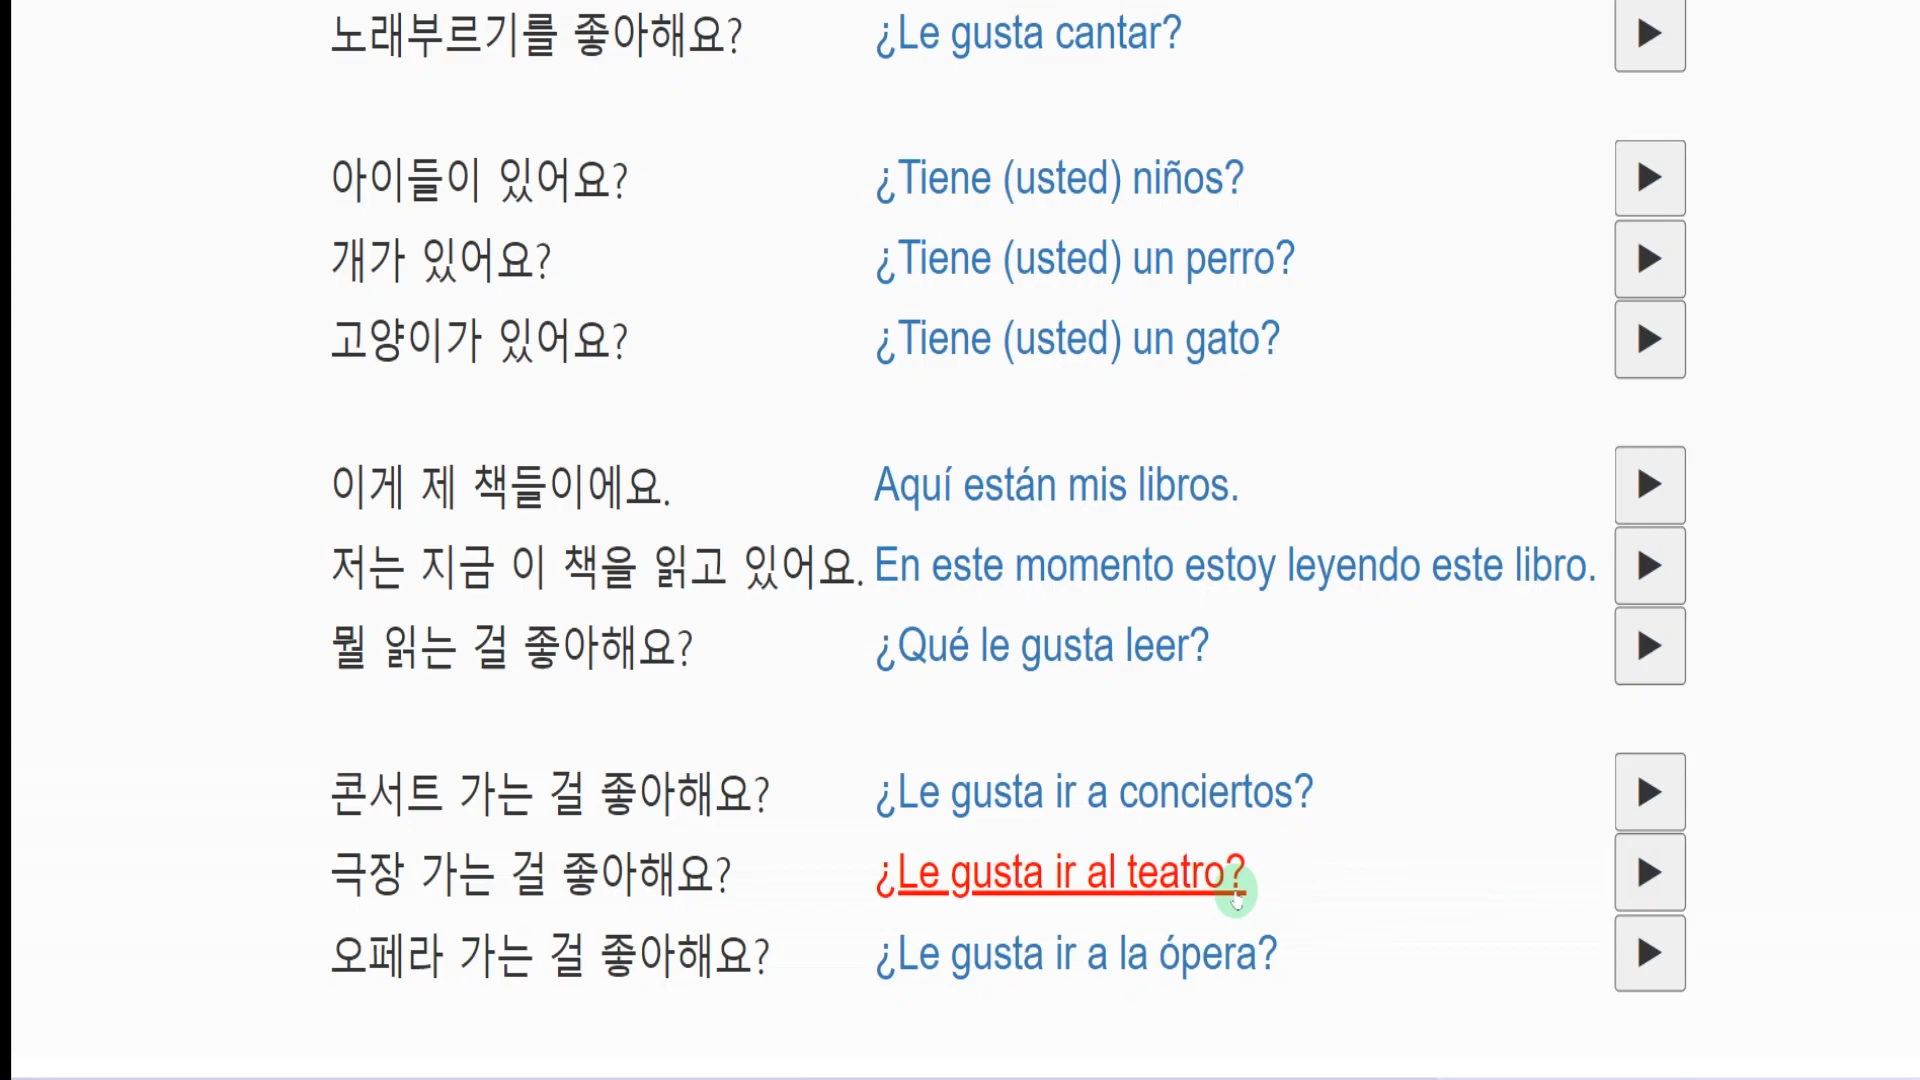 노래부르기를 좋아해요? ¿Le gusta cantar?
아이들이 있어요? ¿Tiene (usted) niños?
개가 있어요? ¿Tiene (usted) un perro?
고양이가 있어요? ¿Tiene (usted) un gato?
이게 제 책들이에요. Aquí están mis libros.
저는 지금 이 책을 읽고 있어요. En este momento estoy leyendo este libro.
뭘 읽는 걸 좋아해요? ¿Qué le gusta leer?
콘서트 가는 걸 좋아해요? ¿Le gusta ir a conciertos?
극장 가는 걸 좋아해요? ¿Le gusta ir al teatro?
오페라 가는 걸 좋아해요? ¿Le gusta ir a la ópera?